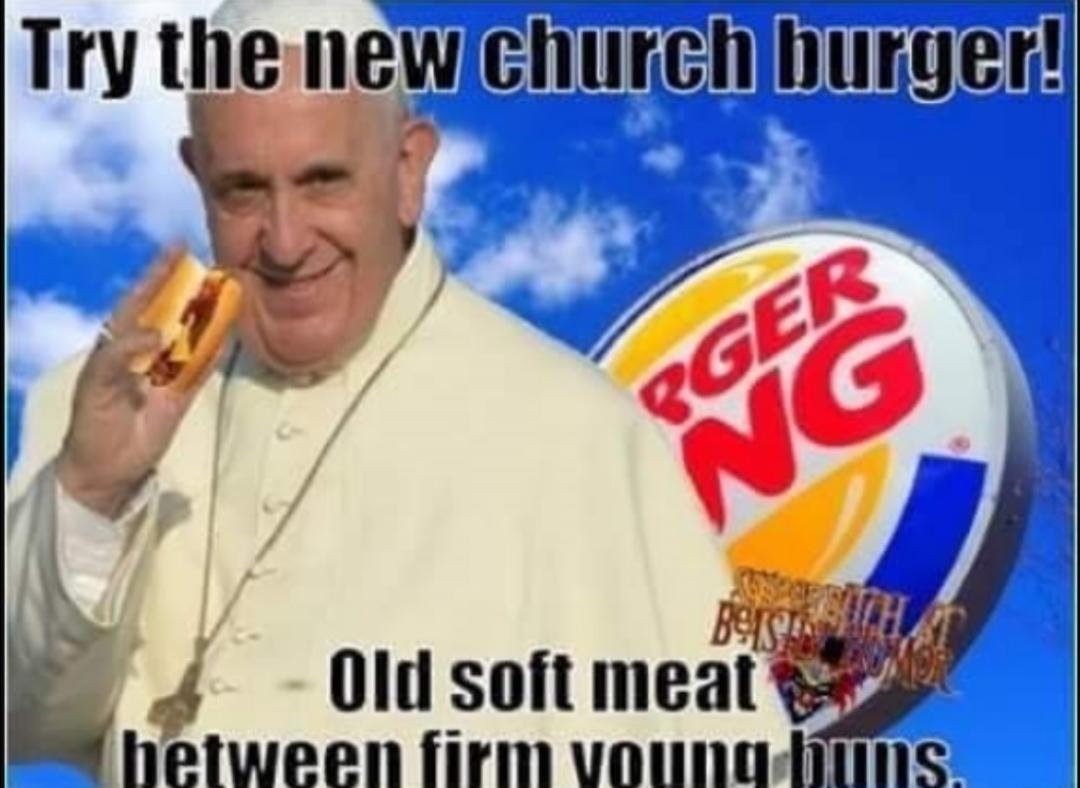 Try the new church burger!
RGER
NG
®
Old soft meat
between firm young buns.